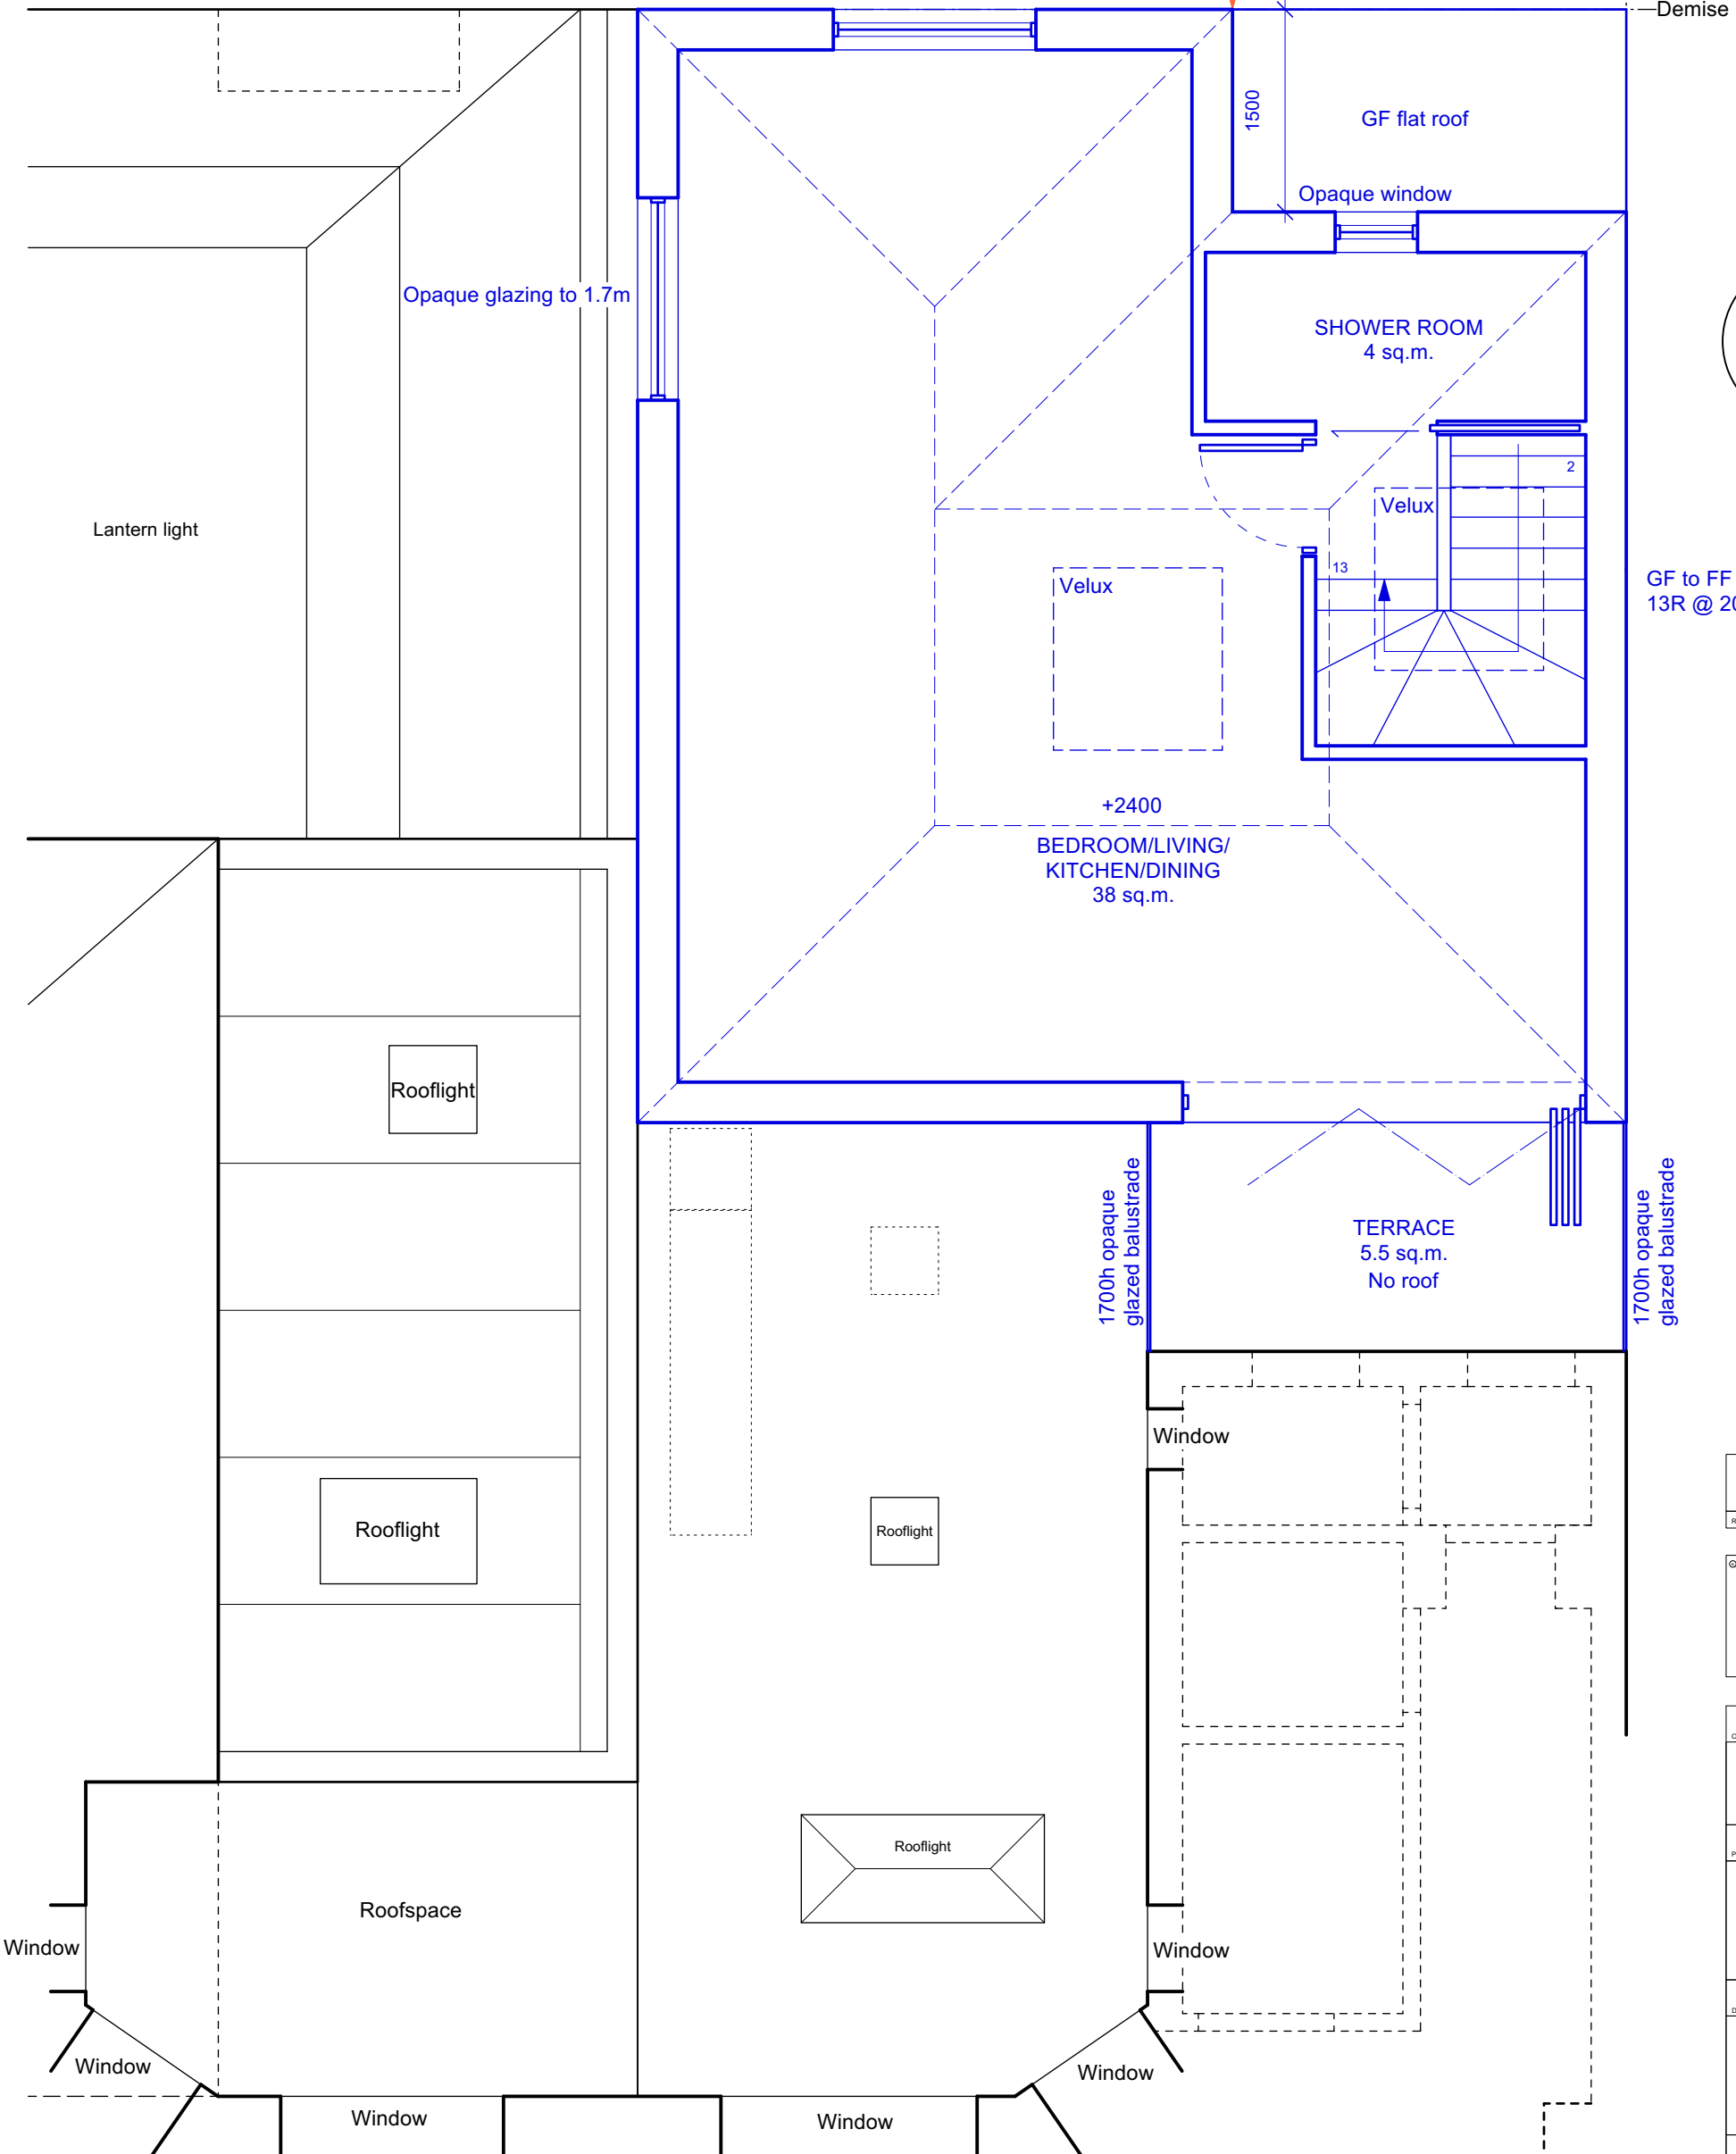 Demise
1500
GF flat roof
Opaque window
Opaque glazing to 1.7m
SHOWER ROOM
4 sq.m.
2
Velux
Lantern light
13
Velux
GF to FF
13R @ 20
+2400
BEDROOM/LIVING/
KITCHEN/DINING
38 sq.m.
Rooflight
1700h opaque
glazed balustrade
TERRACE
5.5 sq.m.
No roof
1700h opaque
glazed balustrade
Window
Rooflight
Rooflight
Rooflight
Roofspace
Window
Window
Window
Window
Window
Window